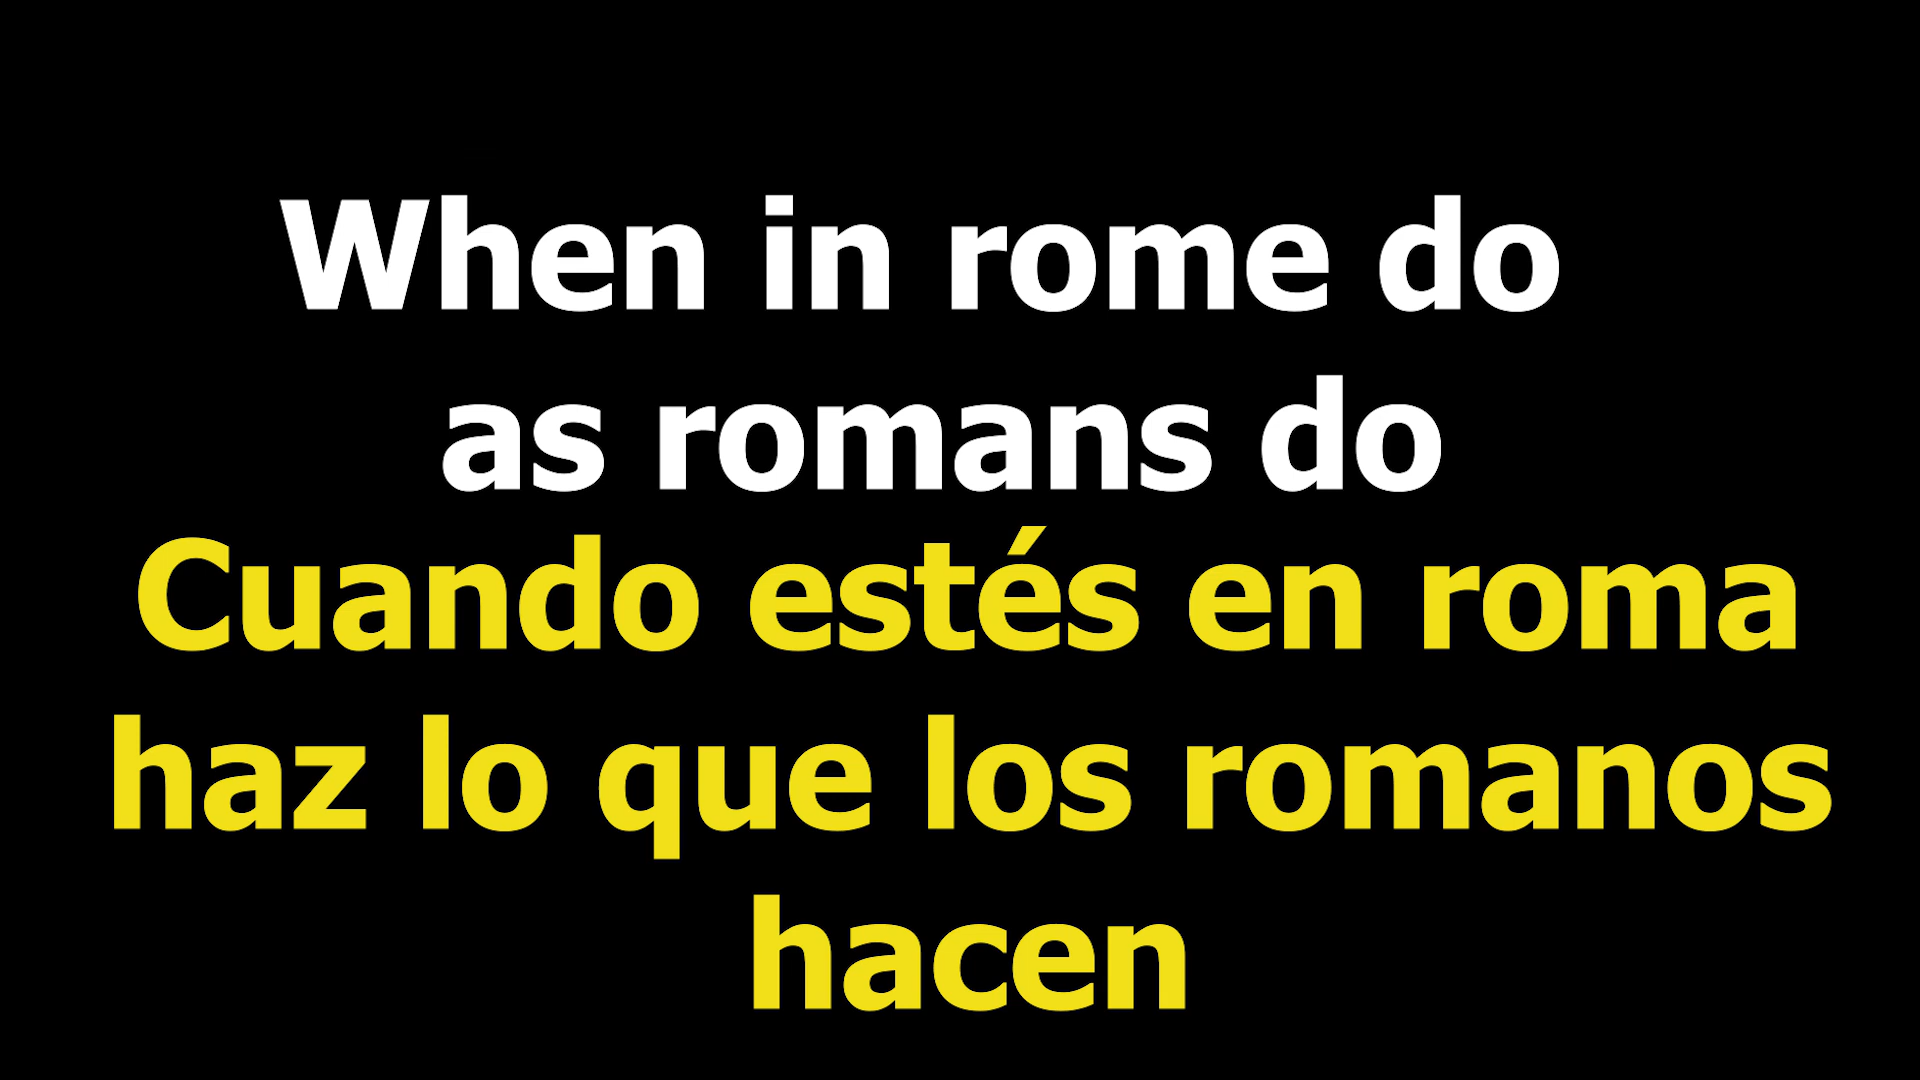 When in rome do
as romans do
Cuando estés en roma
haz lo que los romanos
hacen